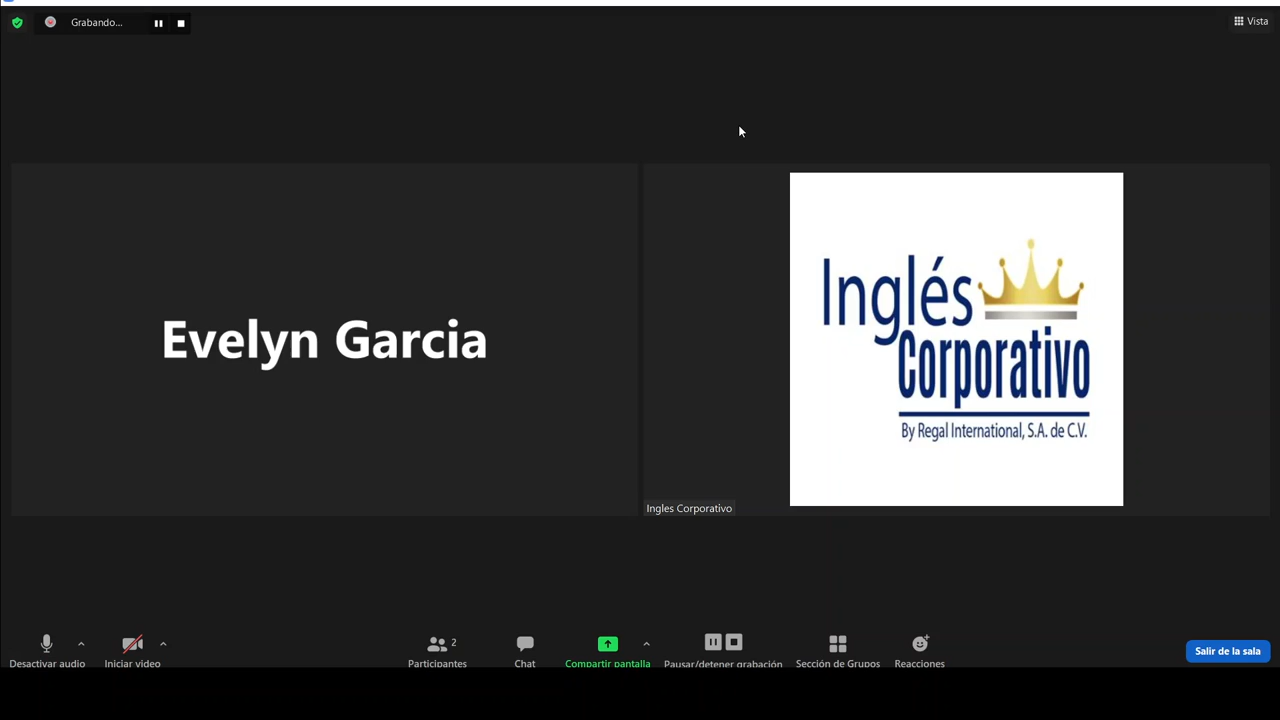 Grabando...
Vista
Evelyn Garcia
Inglés
Corporativo
By Regal International, S.A. de C.V.
Ingles Corporativo
Desactivar audio
Iniciar video
Participantes
2
Chat
Compartir pantalla
Pausar/detener grabación
Sección de Grupos
Reacciones
Salir de la sala